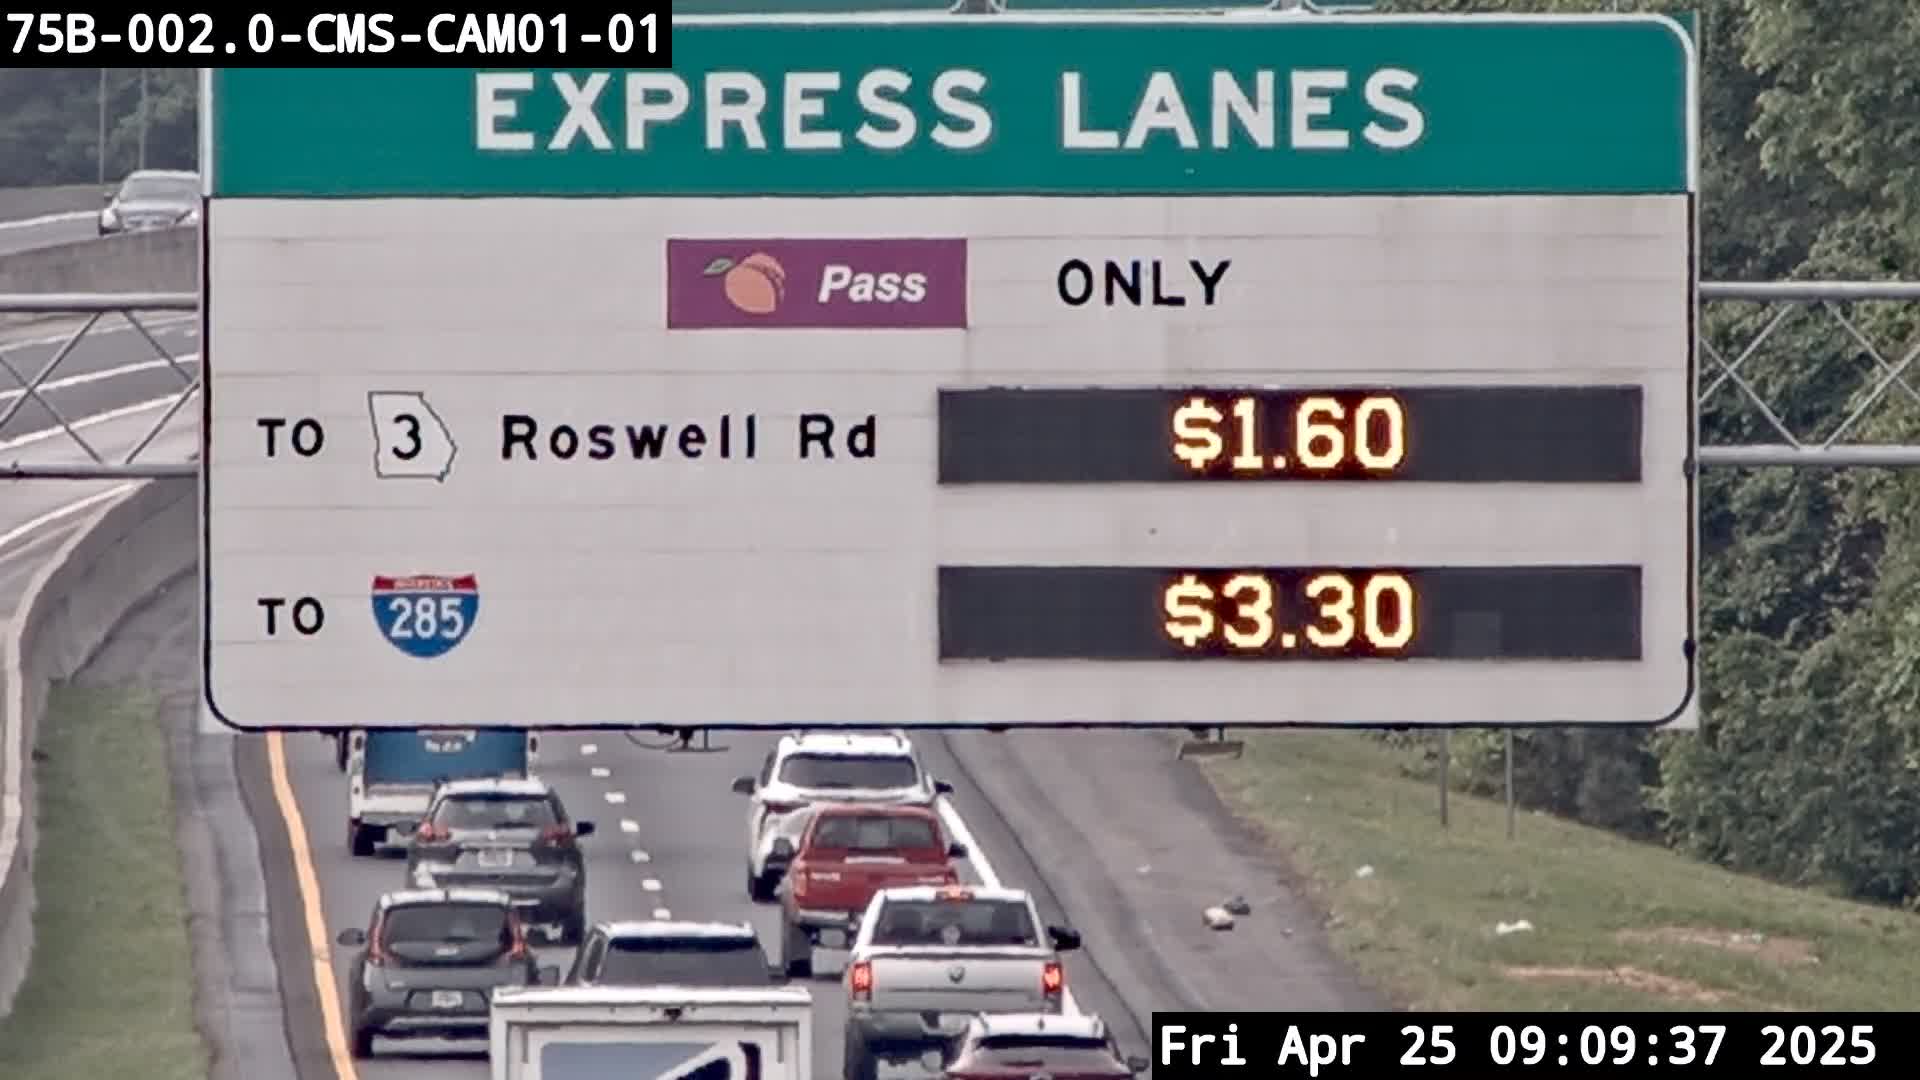 75B-002.0-CMS-CAM01-01
EXPRESS LANES
Pass ONLY
TO 3 Roswell Rd $1.60
TO 285 $3.30
Fri Apr 25 09:09:37 2025